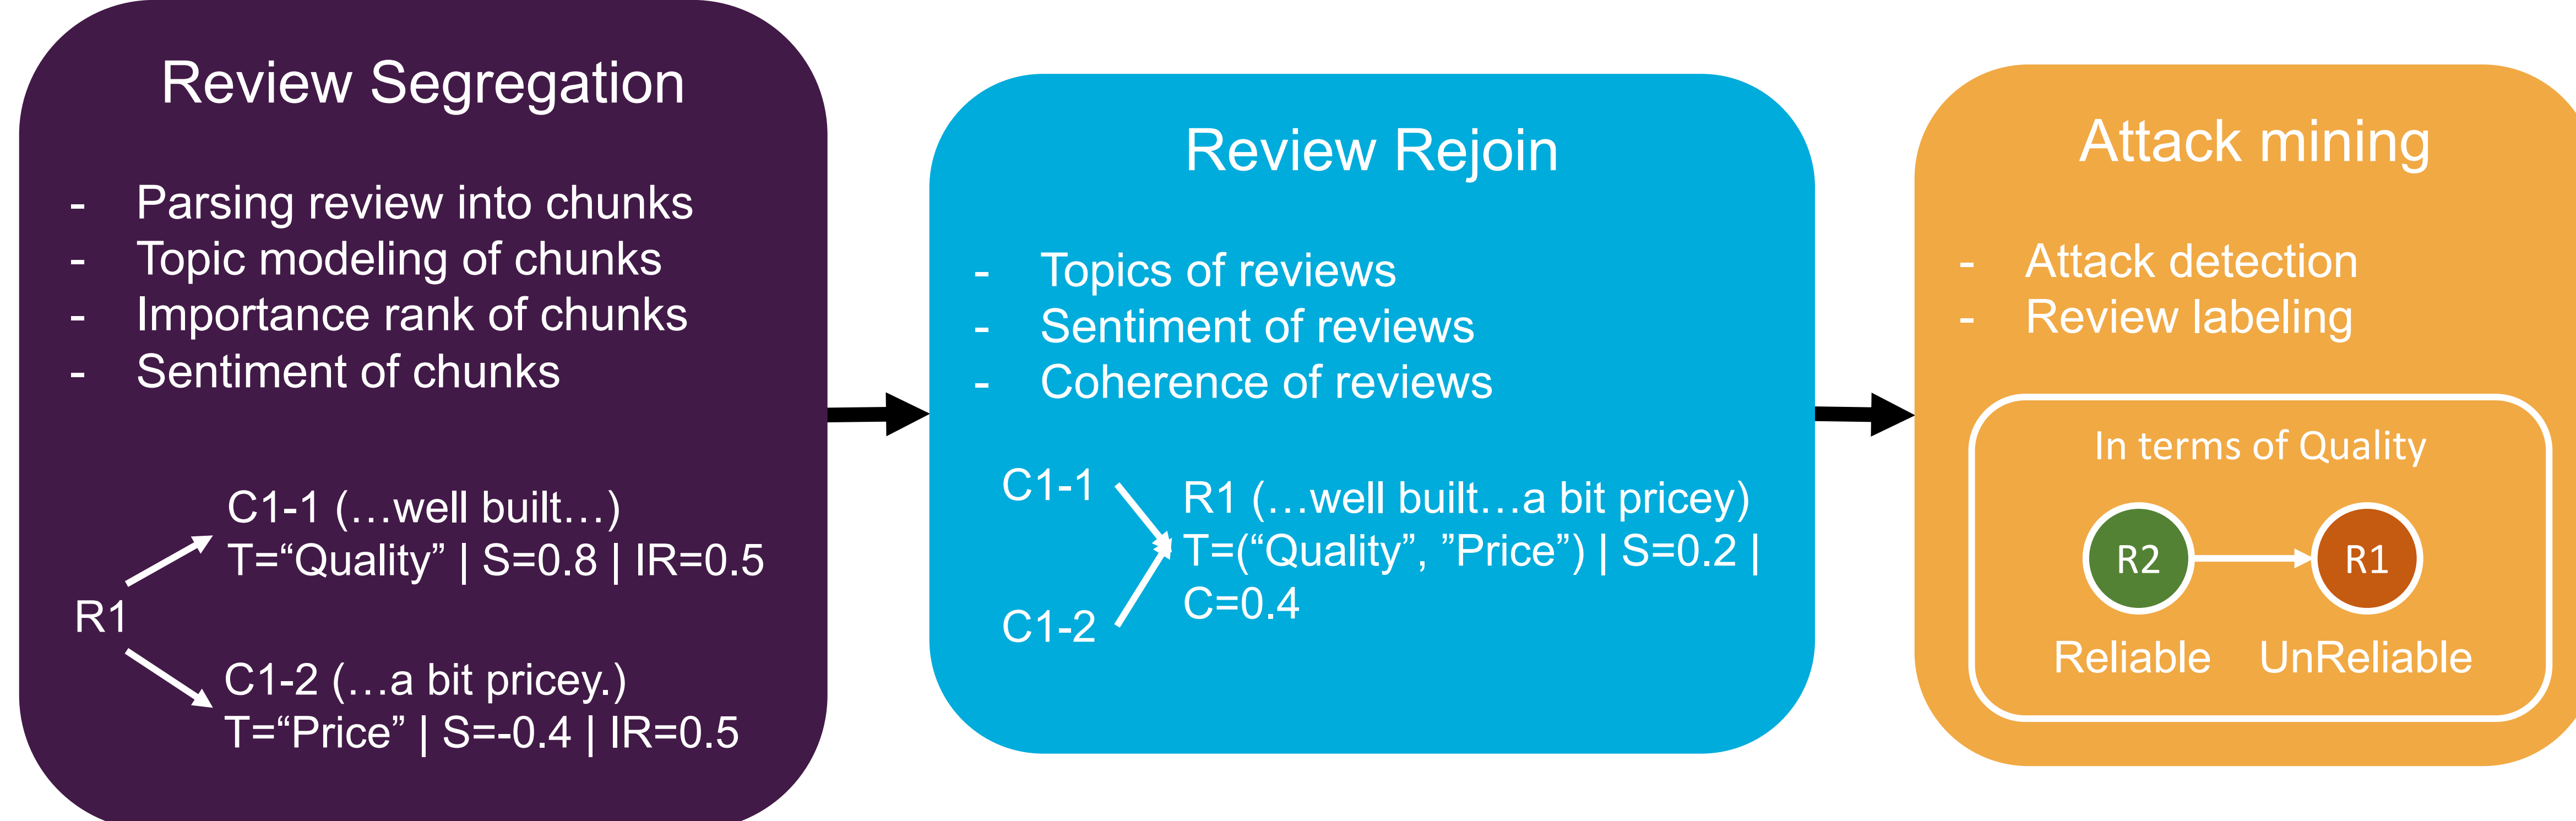 Review Segregation
- Parsing review into chunks
- Topic modeling of chunks
- Importance rank of chunks
- Sentiment of chunks
R1
C1-1 (…well built…)
T=“Quality” | S=0.8 | IR=0.5
C1-2 (…a bit pricey.)
T=“Price” | S=-0.4 | IR=0.5
Review Rejoin
- Topics of reviews
- Sentiment of reviews
- Coherence of reviews
C1-1
C1-2
R1 (…well built…a bit pricey)
T=(“Quality”, ”Price”) | S=0.2 |
C=0.4
Attack mining
- Attack detection
- Review labeling
In terms of Quality
R2
R1
Reliable
UnReliable